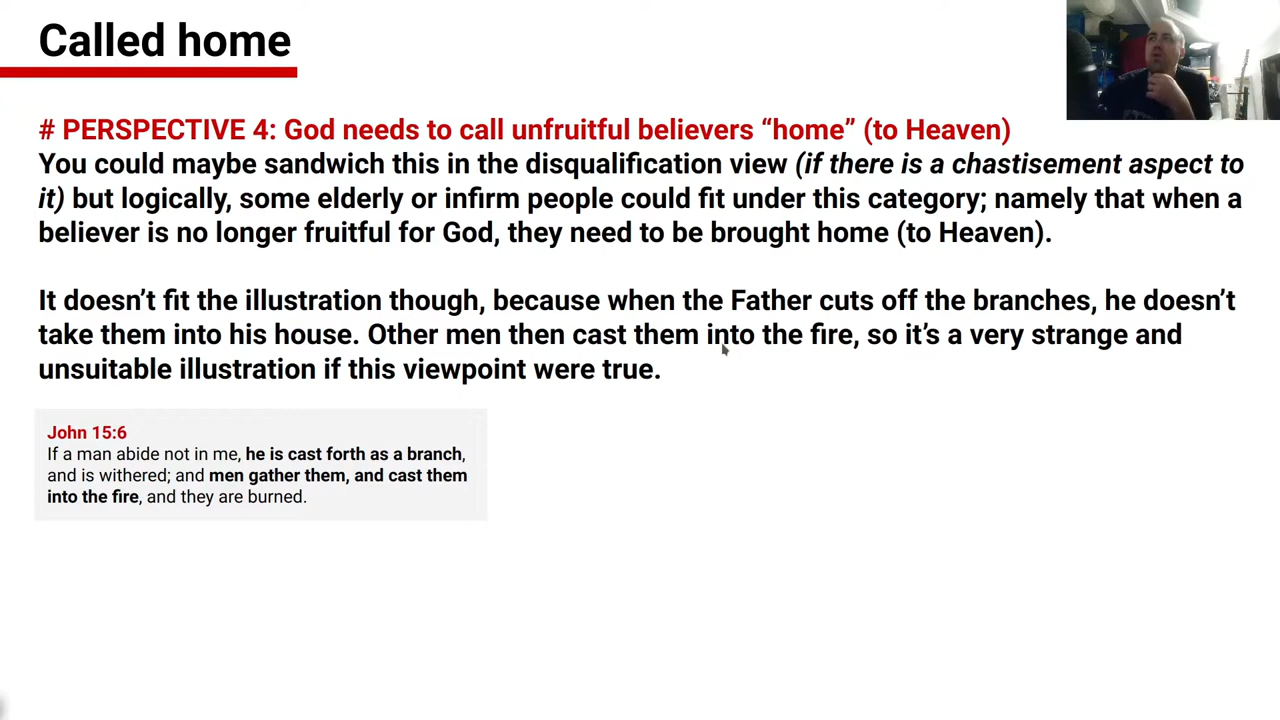 Called home
# PERSPECTIVE 4: God needs to call unfruitful believers “home” (to Heaven)
You could maybe sandwich this in the disqualification view (if there is a chastisement aspect to
it) but logically, some elderly or infirm people could fit under this category; namely that when a
believer is no longer fruitful for God, they need to be brought home (to Heaven).
It doesn’t fit the illustration though, because when the Father cuts off the branches, he doesn’t
take them into his house. Other men then cast them into the fire, so it’s a very strange and
unsuitable illustration if this viewpoint were true.
John 15:6
If a man abide not in me, he is cast forth as a branch,
and is withered; and men gather them, and cast them
into the fire, and they are burned.